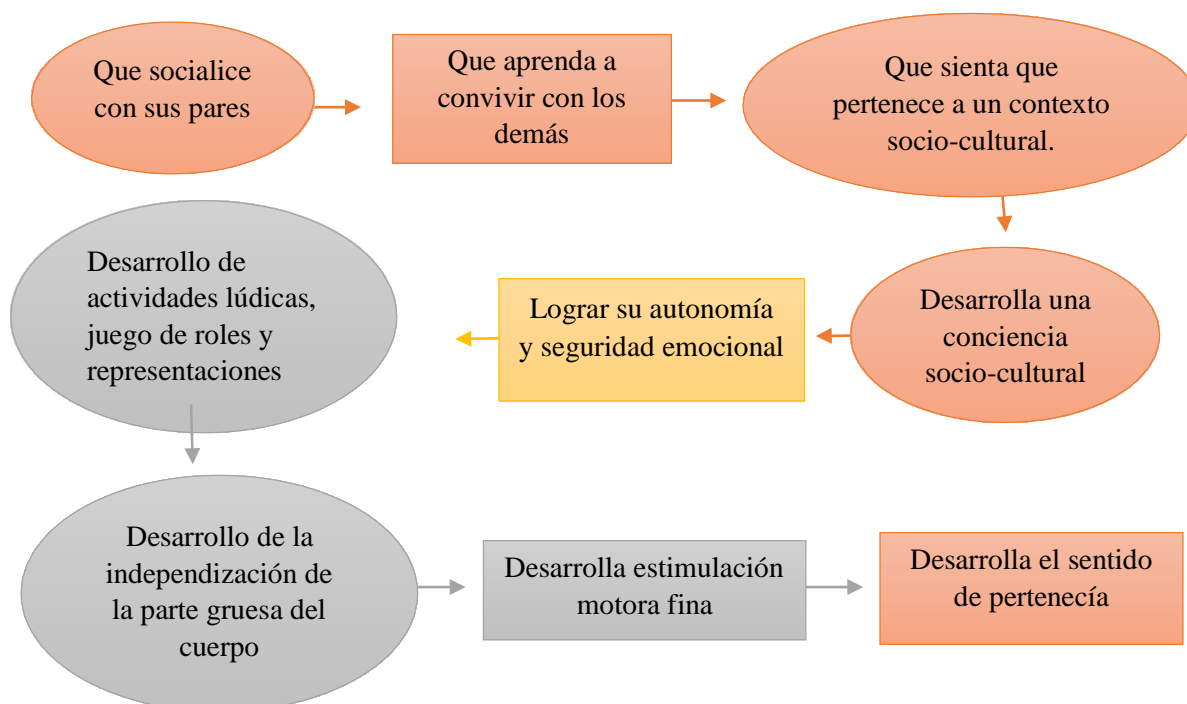 Que socialice
con sus pares
Que aprenda a
convivir con los
demás
Que sienta que
pertenece a un contexto
socio-cultural.
Desarrolla una
conciencia
socio-cultural
Lograr su autonomía
y seguridad emocional
Desarrollo de
actividades lúdicas,
juego de roles y
representaciones
Desarrollo de la
independización de
la parte gruesa del
cuerpo
Desarrolla estimulación
motora fina
Desarrolla el sentido
de pertenecía